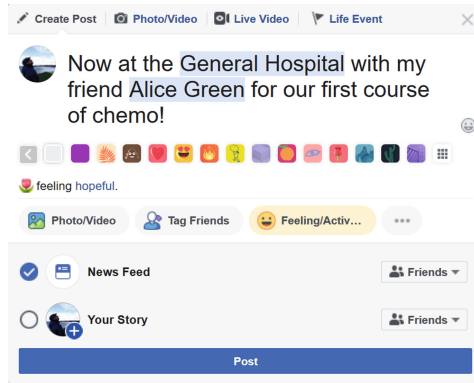 Create Post Photo/Video Live Video Life Event
Now at the General Hospital with my
friend Alice Green for our first course
of chemo!
feeling hopeful.
Photo/Video Tag Friends Feeling/Activ...
News Feed Friends
Your Story Friends
Post